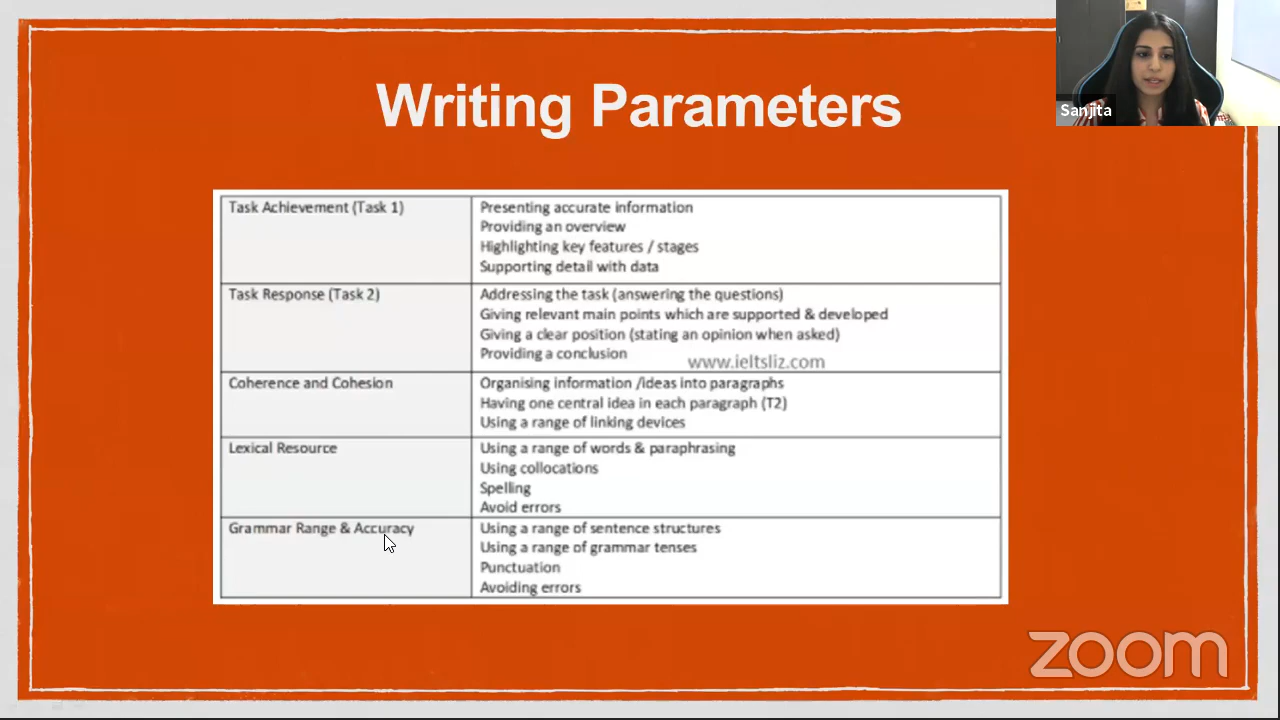 Writing Parameters
Sanjita
Task Achievement (Task 1)
Presenting accurate information
Providing an overview
Highlighting key features / stages
Supporting detail with data
Task Response (Task 2)
Addressing the task (answering the questions)
Giving relevant main points which are supported & developed
Giving a clear position (stating an opinion when asked)
Providing a conclusion
www.ieltsliz.com
Coherence and Cohesion
Organising information /ideas into paragraphs
Having one central idea in each paragraph (T2)
Using a range of linking devices
Lexical Resource
Using a range of words & paraphrasing
Using collocations
Spelling
Avoid errors
Grammar Range & Accuracy
Using a range of sentence structures
Using a range of grammar tenses
Punctuation
Avoiding errors
zoom